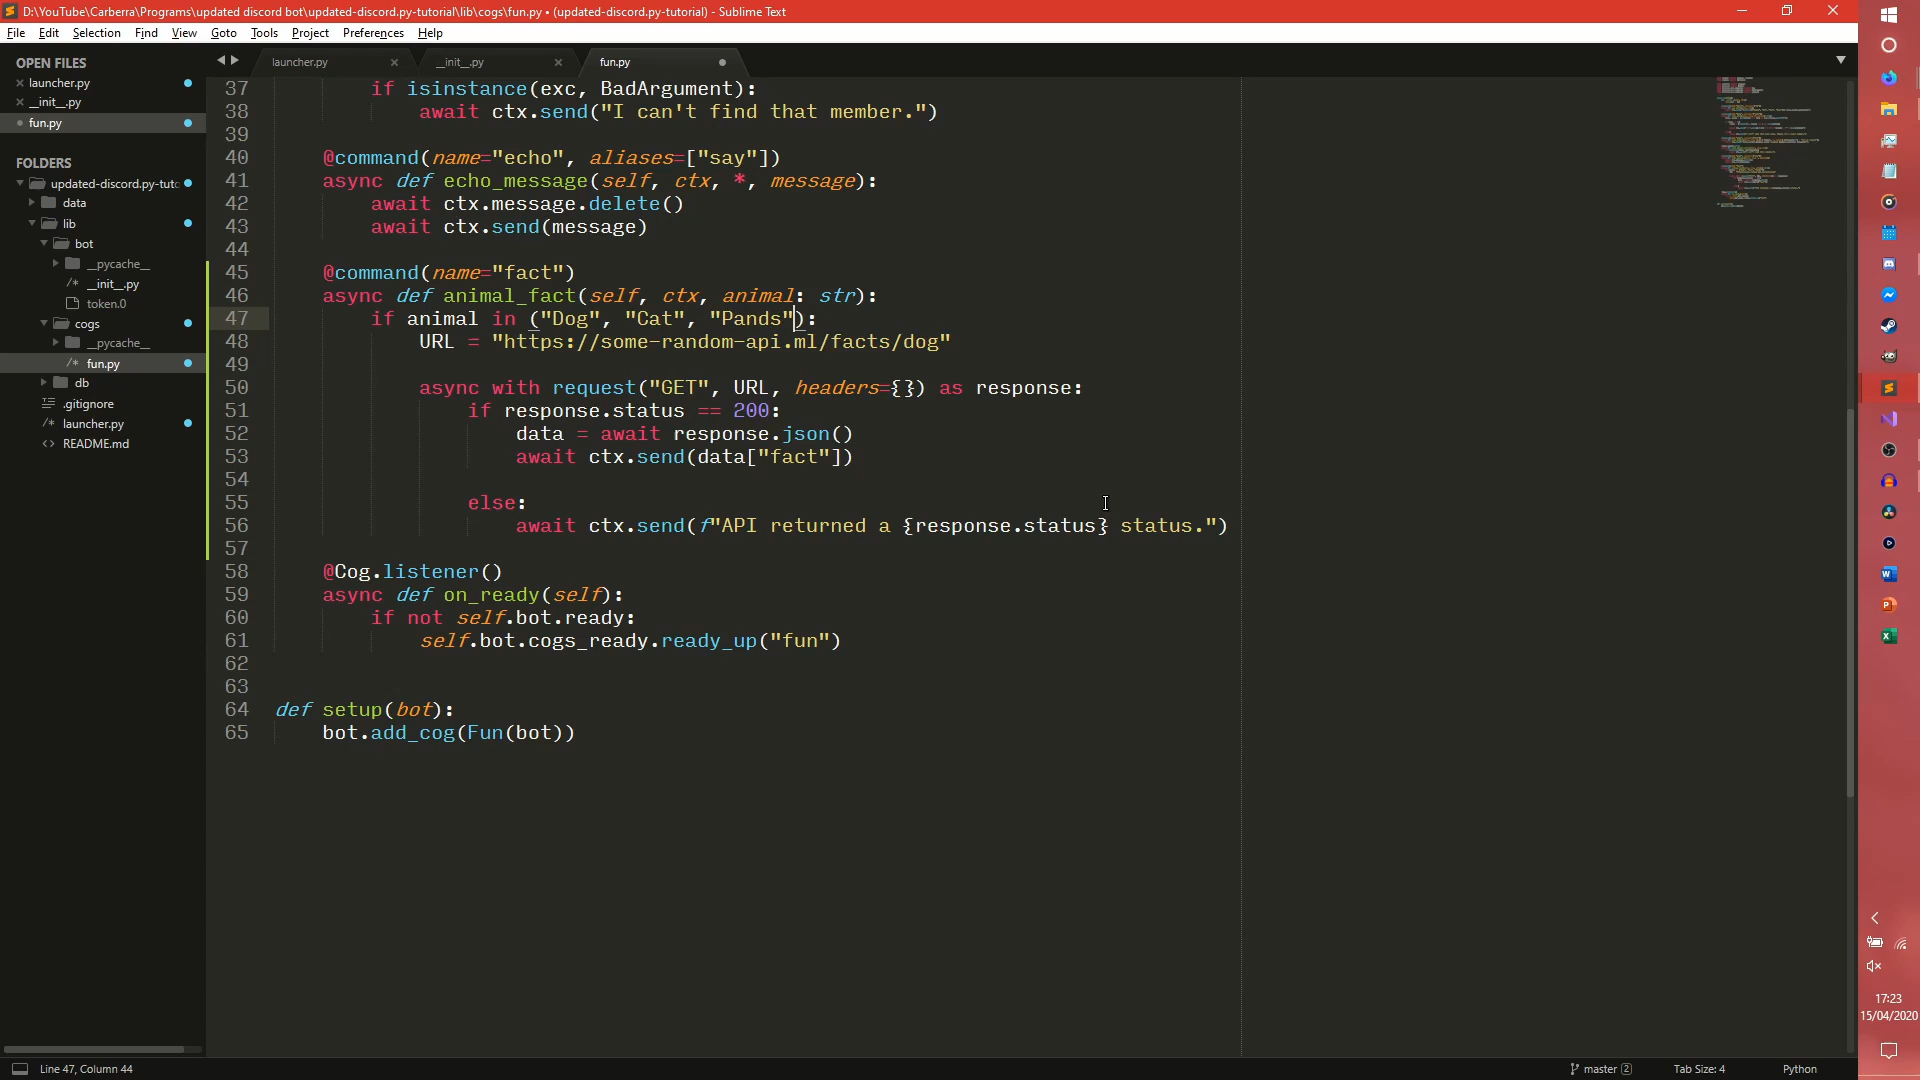 D:\YouTube\Carberra\Programs\updated discord bot\updated-discord.py-tutorial\lib\cogs\fun.py • (updated-discord.py-tutorial) - Sublime Text
File Edit Selection Find View Goto Tools Project Preferences Help
OPEN FILES
launcher.py
__init__.py
fun.py
FOLDERS
updated-discord.py-tuto
data
lib
bot
__pycache__
__init__.py
token.0
cogs
__pycache__
fun.py
db
.gitignore
launcher.py
README.md
launcher.py __init__.py fun.py
37 if isinstance(exc, BadArgument):
38 await ctx.send("I can't find that member.")
39
40 @command(name="echo", aliases=["say"])
41 async def echo_message(self, ctx, *, message):
42 await ctx.message.delete()
43 await ctx.send(message)
44
45 @command(name="fact")
46 async def animal_fact(self, ctx, animal: str):
47 if animal in ("Dog", "Cat", "Pands"):
48 URL = "https://some-random-api.ml/facts/dog"
49
50 async with request("GET", URL, headers={}) as response:
51 if response.status == 200:
52 data = await response.json()
53 await ctx.send(data["fact"])
54
55 else:
56 await ctx.send(f"API returned a {response.status} status.")
57
58 @Cog.listener()
59 async def on_ready(self):
60 if not self.bot.ready:
61 self.bot.cogs_ready.ready_up("fun")
62
63
64 def setup(bot):
65 bot.add_cog(Fun(bot))
17:23
15/04/2020
Line 47, Column 44
master 2
Tab Size: 4
Python